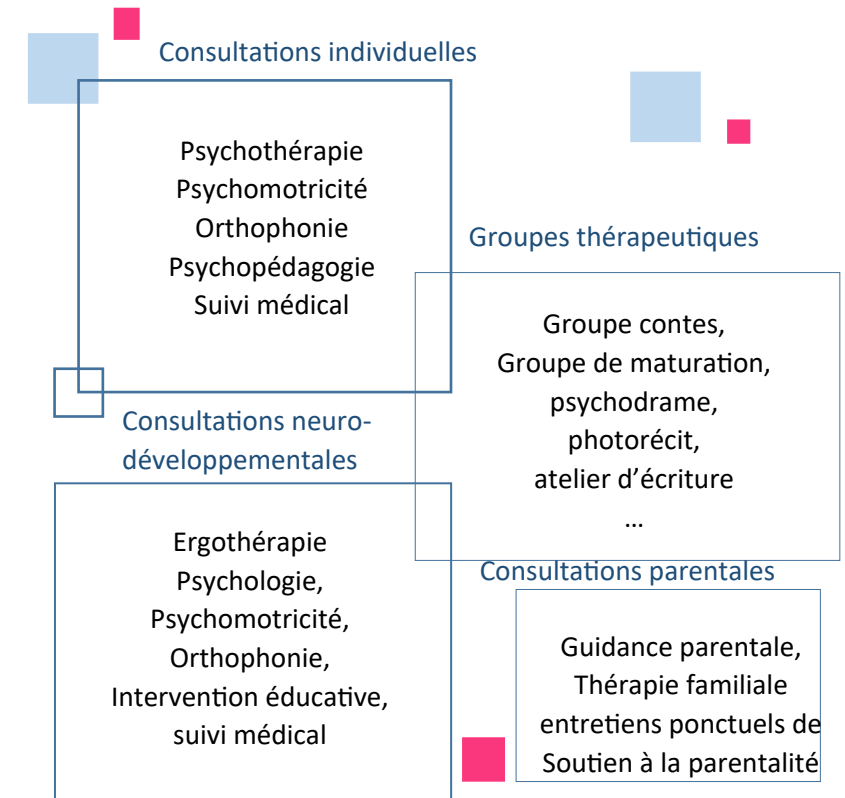 Consultations individuelles
Psychothérapie
Psychomotricité
Orthophonie
Psychopédagogie
Suivi médical
Groupes thérapeutiques
Groupe contes,
Groupe de maturation,
psychodrame,
photorécit,
atelier d’écriture
…
Consultations neuro-
développementales
Ergothérapie
Psychologie,
Psychomotricité,
Orthophonie,
Intervention éducative,
suivi médical
Consultations parentales
Guidance parentale,
Thérapie familiale
entretiens ponctuels de
Soutien à la parentalité